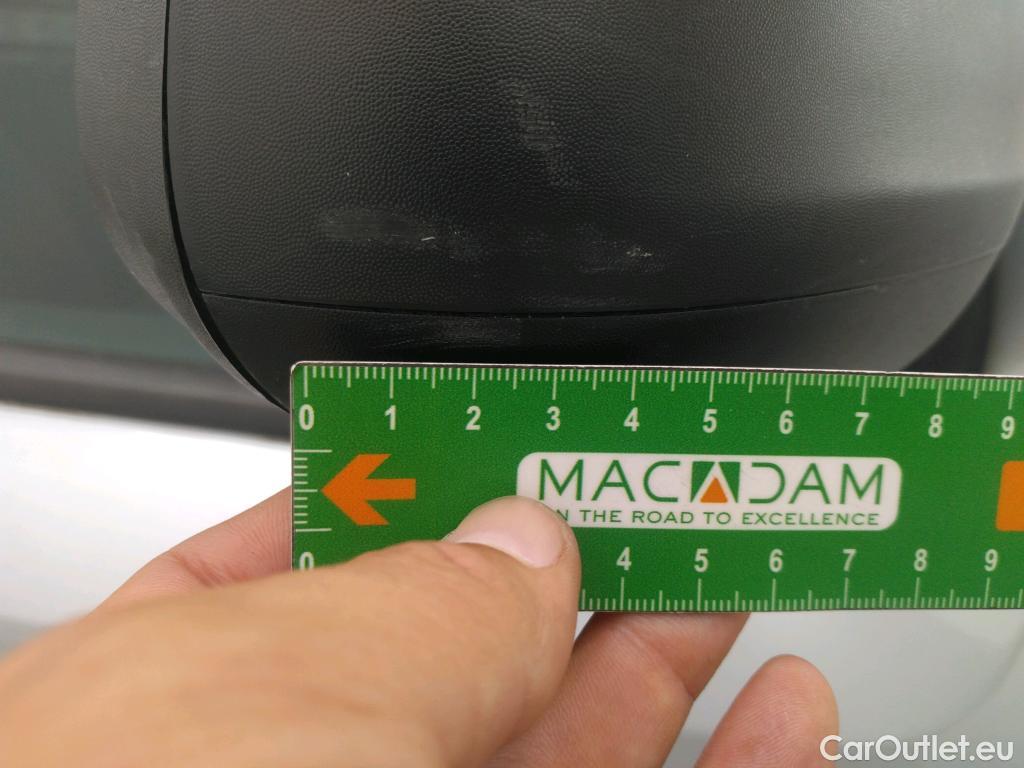 0 1 2 3 4 5 6 7 8 9
MACADAM
N THE ROAD TO EXCELLENCE
0 4 5 6 7 8 9
CarOutlet.eu